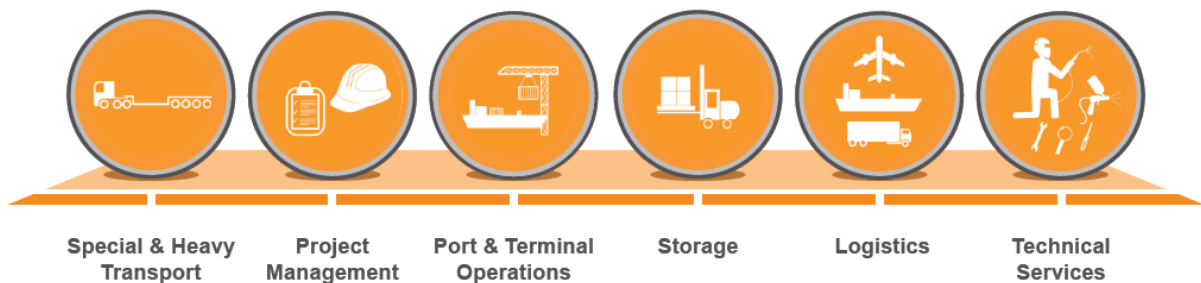 Special & Heavy
Transport
Project
Management
Port & Terminal
Operations
Storage
Logistics
Technical
Services